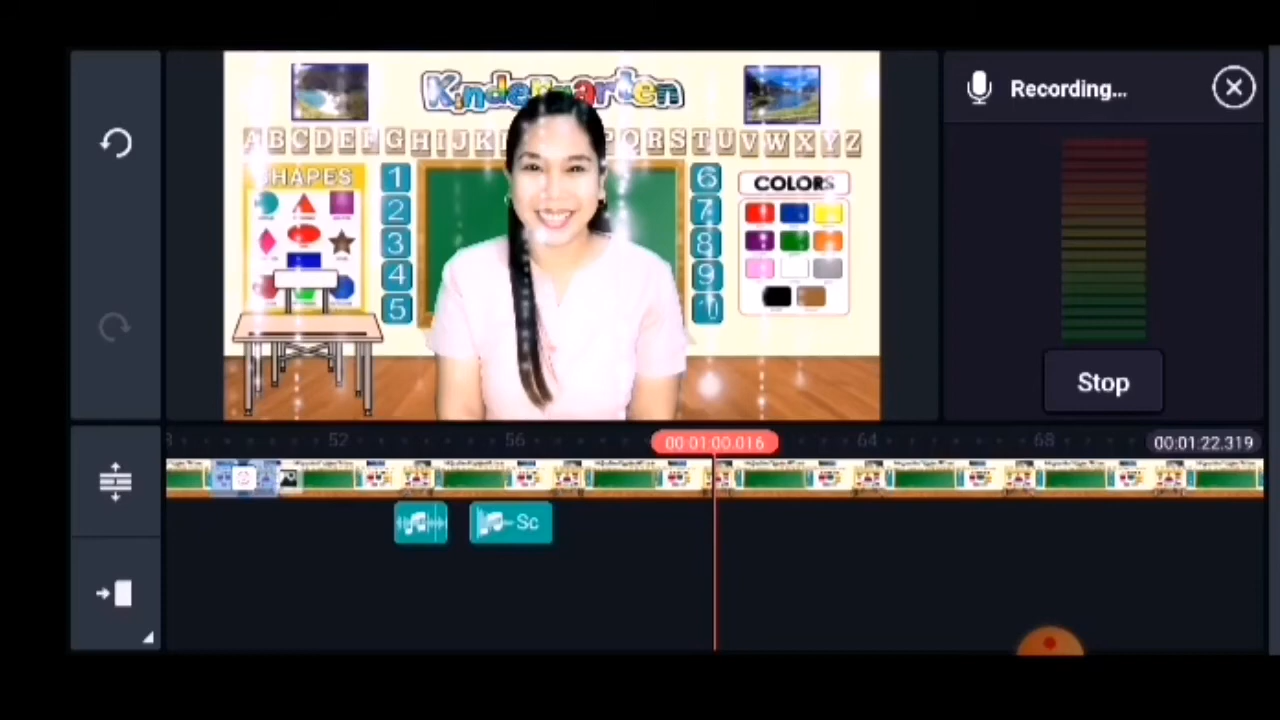 Kindergarten
Recording...
A B C D E F G H I J K P Q R S T U V W X Y Z
SHAPES
COLORS
1
2
3
4
5
6
7
8
9
10
Stop
52
56
00:01:00.016
64
68
00:01:22.319
Sc